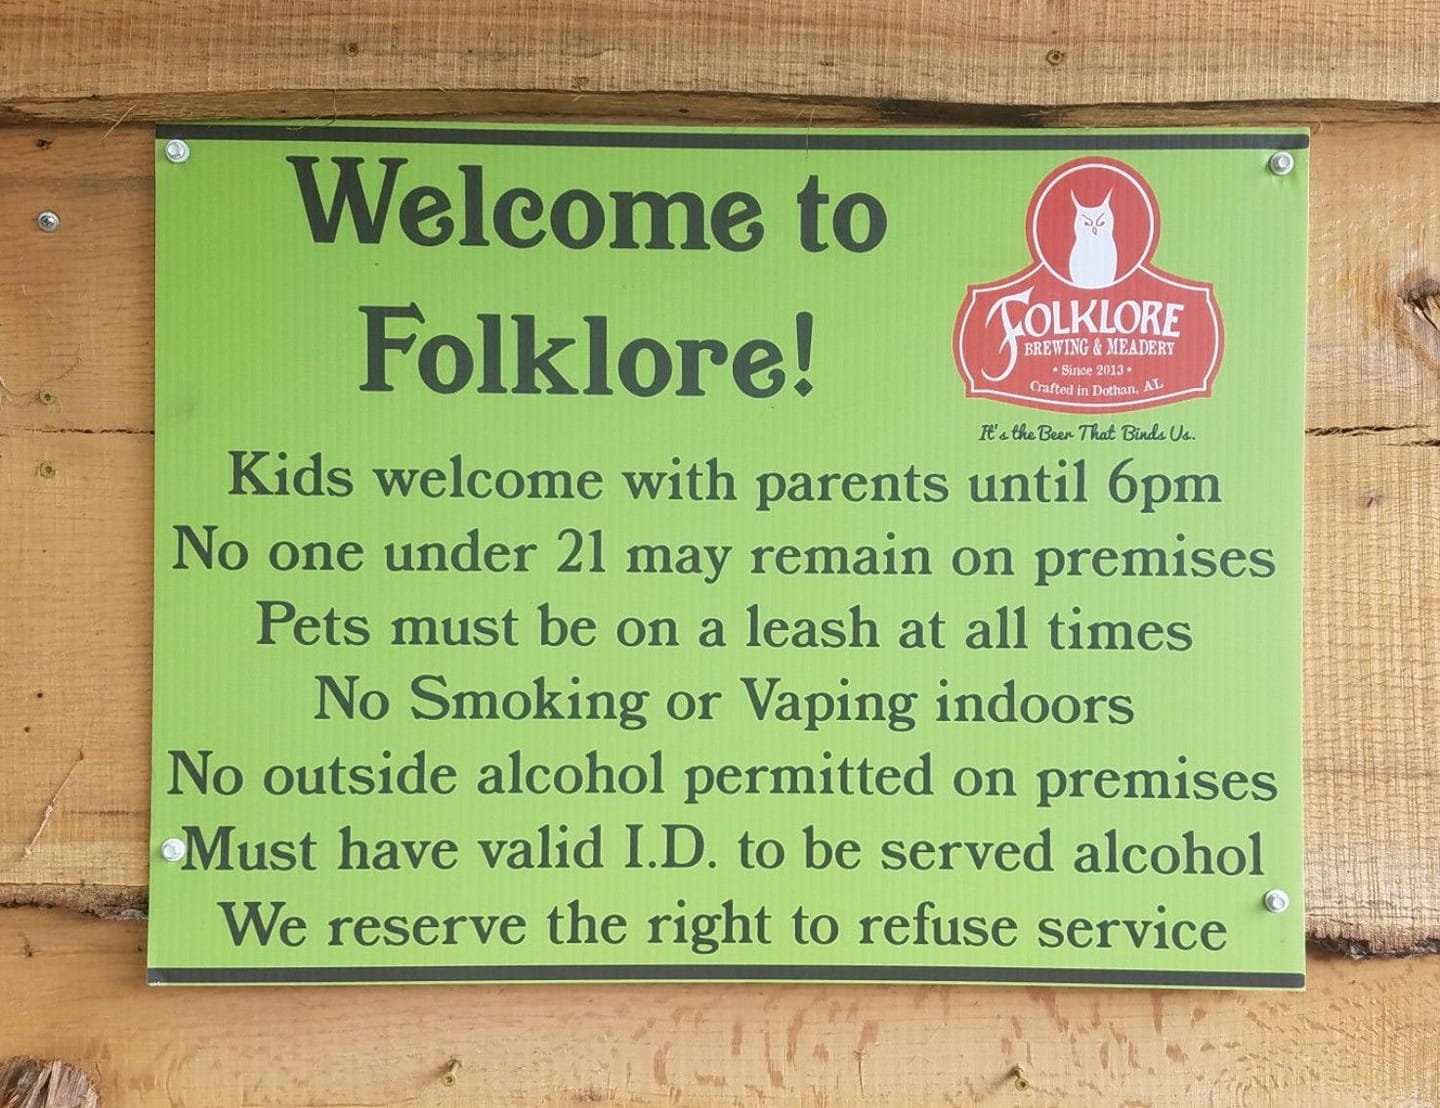 Welcome to
Folklore!
FOLKLORE
BREWING & MEADERY
• Since 2013 •
Crafted in Dothan, AL
It's the Beer That Binds Us.
Kids welcome with parents until 6pm
No one under 21 may remain on premises
Pets must be on a leash at all times
No Smoking or Vaping indoors
No outside alcohol permitted on premises
Must have valid I.D. to be served alcohol
We reserve the right to refuse service